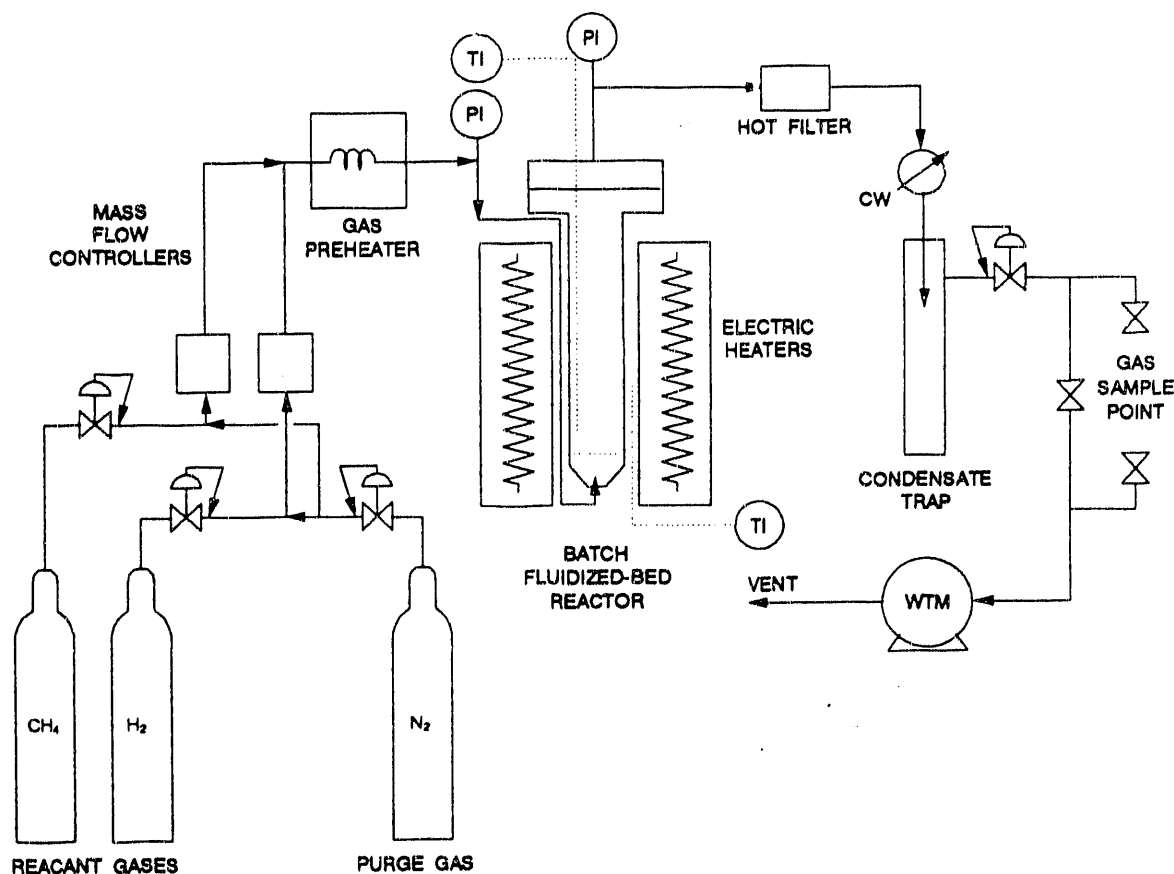 PI
TI
PI
HOT FILTER
CW
MASS
FLOW
CONTROLLERS
GAS
PREHEATER
ELECTRIC
HEATERS
GAS
SAMPLE
POINT
CONDENSATE
TRAP
TI
BATCH
FLUIDIZED-BED
REACTOR
VENT
WTM
CH₄
H₂
N₂
REACANT GASES
PURGE GAS